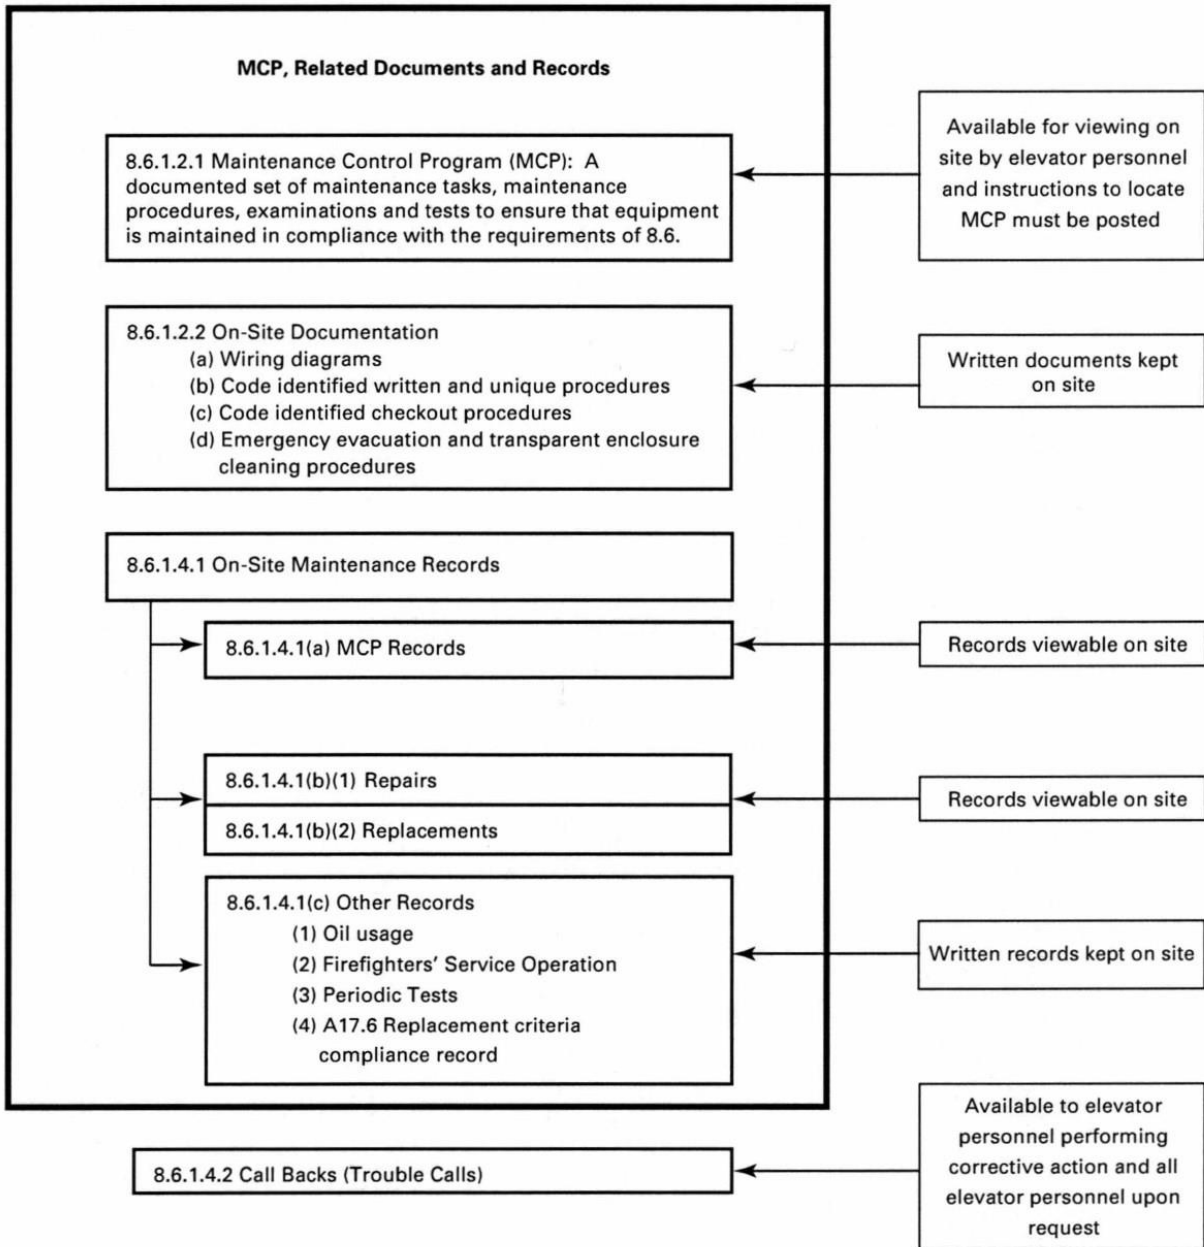 MCP, Related Documents and Records
8.6.1.2.1 Maintenance Control Program (MCP): A
documented set of maintenance tasks, maintenance
procedures, examinations and tests to ensure that equipment
is maintained in compliance with the requirements of 8.6.
Available for viewing on
site by elevator personnel
and instructions to locate
MCP must be posted
8.6.1.2.2 On-Site Documentation
(a) Wiring diagrams
(b) Code identified written and unique procedures
(c) Code identified checkout procedures
(d) Emergency evacuation and transparent enclosure
cleaning procedures
Written documents kept
on site
8.6.1.4.1 On-Site Maintenance Records
8.6.1.4.1(a) MCP Records
Records viewable on site
8.6.1.4.1(b)(1) Repairs
8.6.1.4.1(b)(2) Replacements
Records viewable on site
8.6.1.4.1(c) Other Records
(1) Oil usage
(2) Firefighters’ Service Operation
(3) Periodic Tests
(4) A17.6 Replacement criteria
compliance record
Written records kept on site
8.6.1.4.2 Call Backs (Trouble Calls)
Available to elevator
personnel performing
corrective action and all
elevator personnel upon
request